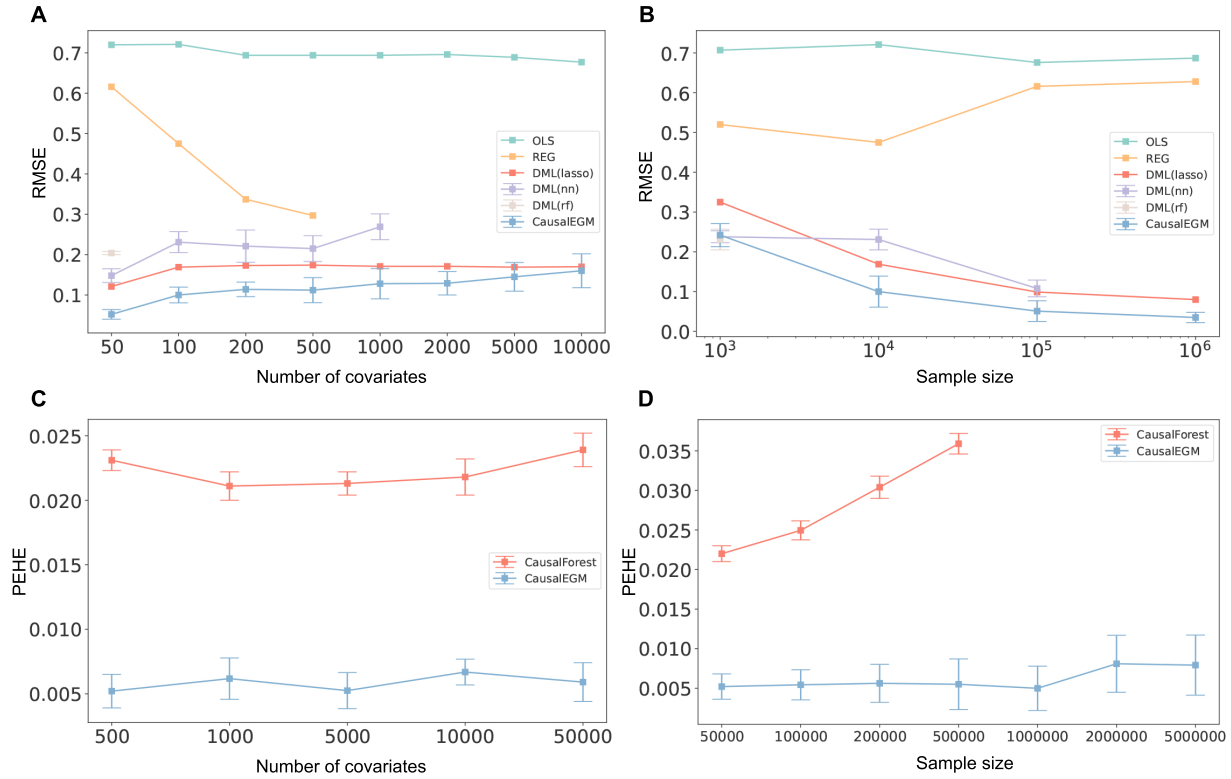 A
RMSE
0.7
0.6
0.5
0.4
0.3
0.2
0.1
OLS
REG
DML(lasso)
DML(nn)
DML(rf)
CausalEGM
50 100 200 500 1000 2000 5000 10000
Number of covariates
B
RMSE
0.7
0.6
0.5
0.4
0.3
0.2
0.1
0.0
OLS
REG
DML(lasso)
DML(nn)
DML(rf)
CausalEGM
10³ 10⁴ 10⁵ 10⁶
Sample size
C
PEHE
0.025
0.020
0.015
0.010
0.005
CausalForest
CausalEGM
500 1000 5000 10000 50000
Number of covariates
D
PEHE
0.035
0.030
0.025
0.020
0.015
0.010
0.005
CausalForest
CausalEGM
50000 100000 200000 500000 1000000 2000000 5000000
Sample size